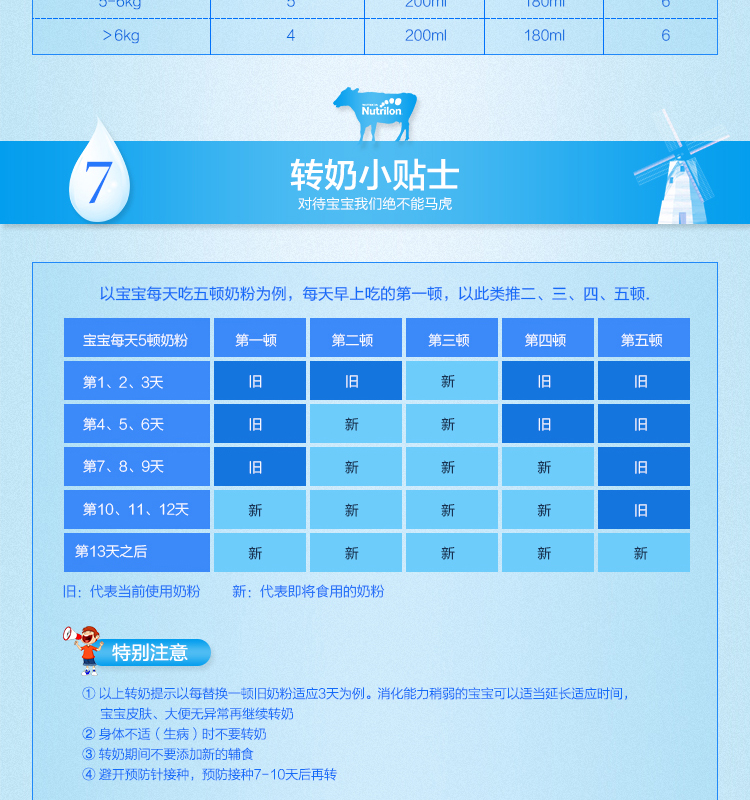 5-6kg 5 200ml 180ml 6
>6kg 4 200ml 180ml 6
Nutrilon
7
转奶小贴士
对待宝宝我们绝不能马虎
以宝宝每天吃五顿奶粉为例，每天早上吃的第一顿，以此类推二、三、四、五顿.
宝宝每天5顿奶粉 第一顿 第二顿 第三顿 第四顿 第五顿
第1、2、3天 旧 旧 新 旧 旧
第4、5、6天 旧 新 新 旧 旧
第7、8、9天 旧 新 新 新 旧
第10、11、12天 新 新 新 新 旧
第13天之后 新 新 新 新 新
旧：代表当前使用奶粉 新：代表即将食用的奶粉
特别注意
① 以上转奶提示以每替换一顿旧奶粉适应3天为例。消化能力稍弱的宝宝可以适当延长适应时间，
宝宝皮肤、大便无异常再继续转奶
② 身体不适（生病）时不要转奶
③ 转奶期间不要添加新的辅食
④ 避开预防针接种，预防接种7-10天后再转